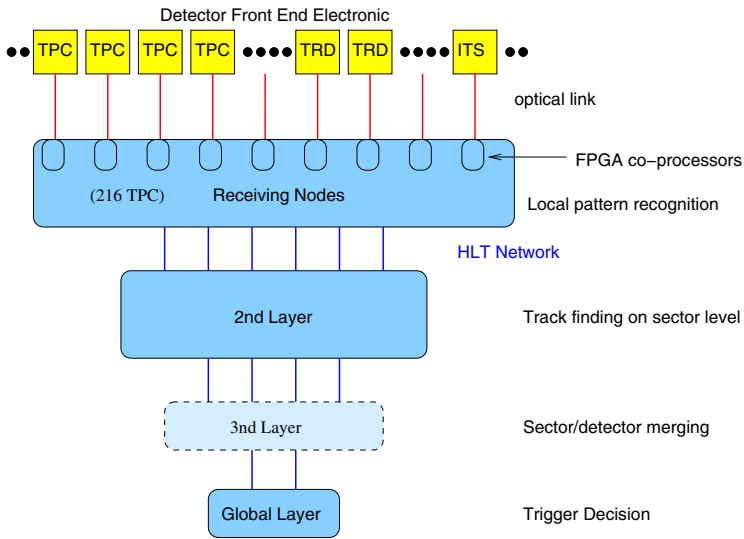 Detector Front End Electronic
TPC TPC TPC TPC TRD TRD ITS
optical link
FPGA co-processors
(216 TPC) Receiving Nodes
Local pattern recognition
HLT Network
2nd Layer
Track finding on sector level
3nd Layer
Sector/detector merging
Global Layer
Trigger Decision